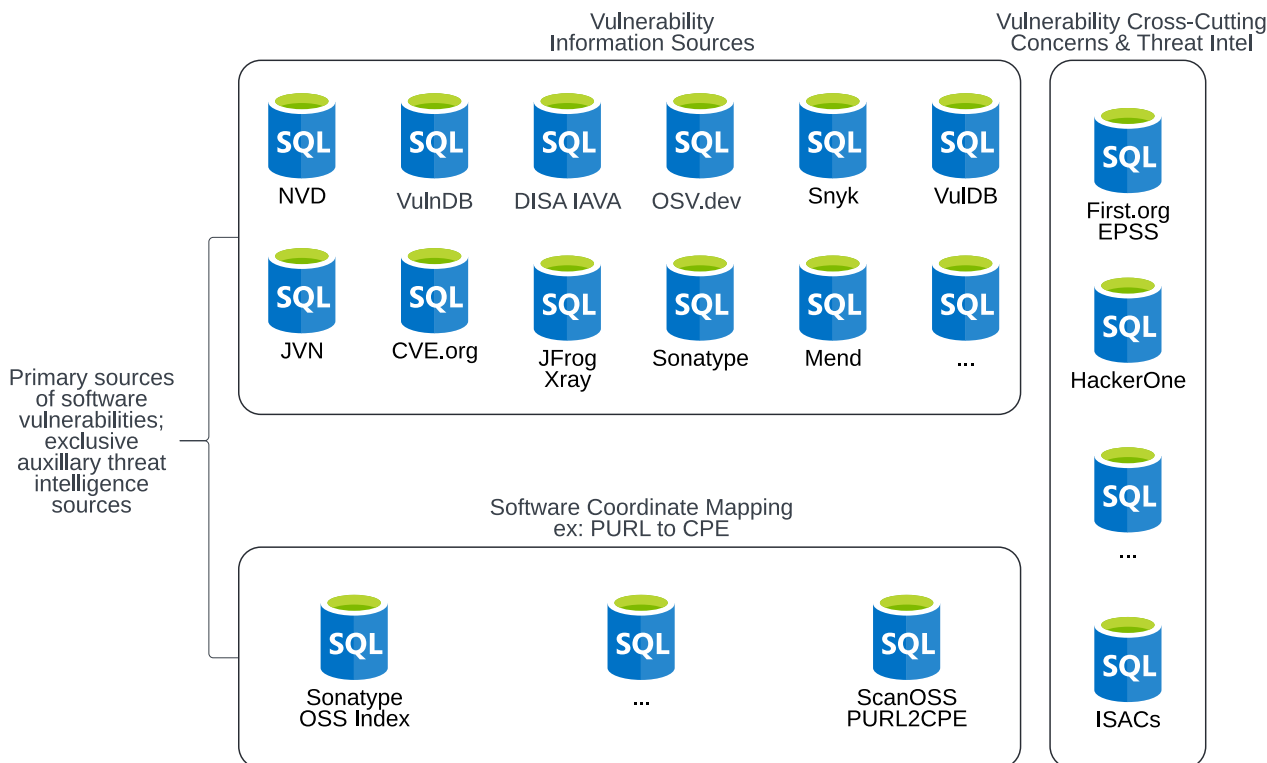 Vulnerability
Information Sources
Vulnerability Cross-Cutting
Concerns & Threat Intel
SQL
SQL
SQL
SQL
SQL
SQL
NVD
VulnDB
DISA IAVA
OSV.dev
Snyk
VulDB
SQL
First.org
EPSS
SQL
SQL
SQL
SQL
SQL
SQL
JVN
CVE.org
JFrog
Xray
Sonatype
Mend
...
SQL
HackerOne
Primary sources
of software
vulnerabilities;
exclusive
auxillary threat
intelligence
sources
SQL
...
Software Coordinate Mapping
ex: PURL to CPE
SQL
SQL
SQL
Sonatype
OSS Index
...
ScanOSS
PURL2CPE
SQL
ISACs